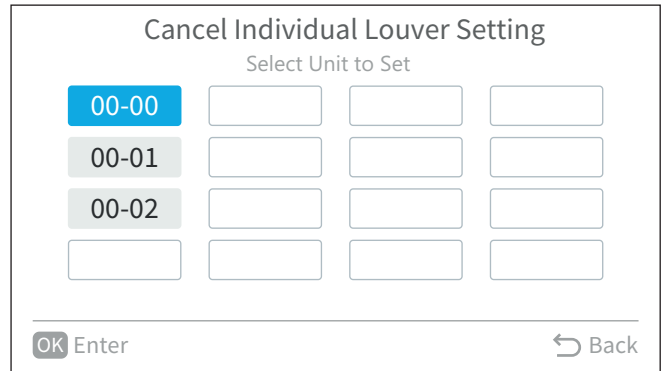 Cancel Individual Louver Setting
Select Unit to Set
00-00
00-01
00-02
OK Enter
Back